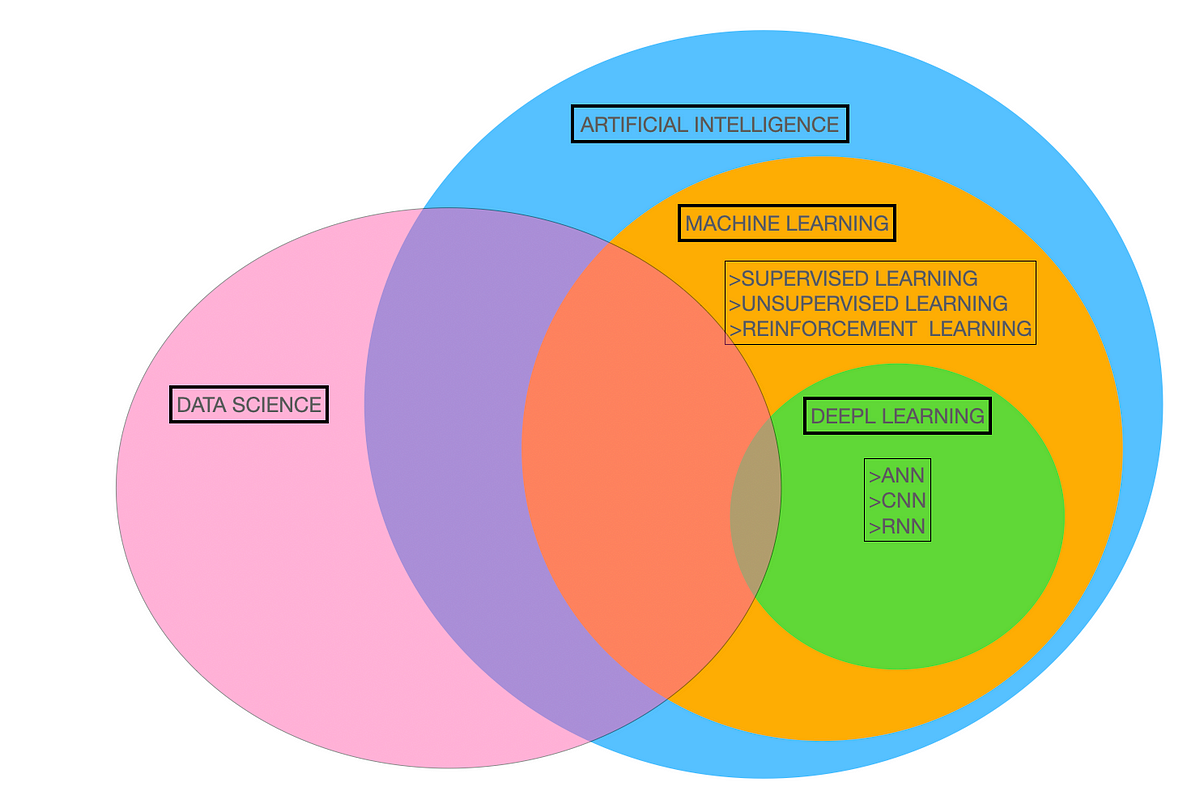 ARTIFICIAL INTELLIGENCE
MACHINE LEARNING
>SUPERVISED LEARNING
>UNSUPERVISED LEARNING
>REINFORCEMENT  LEARNING
DATA SCIENCE
DEEPL LEARNING
>ANN
>CNN
>RNN